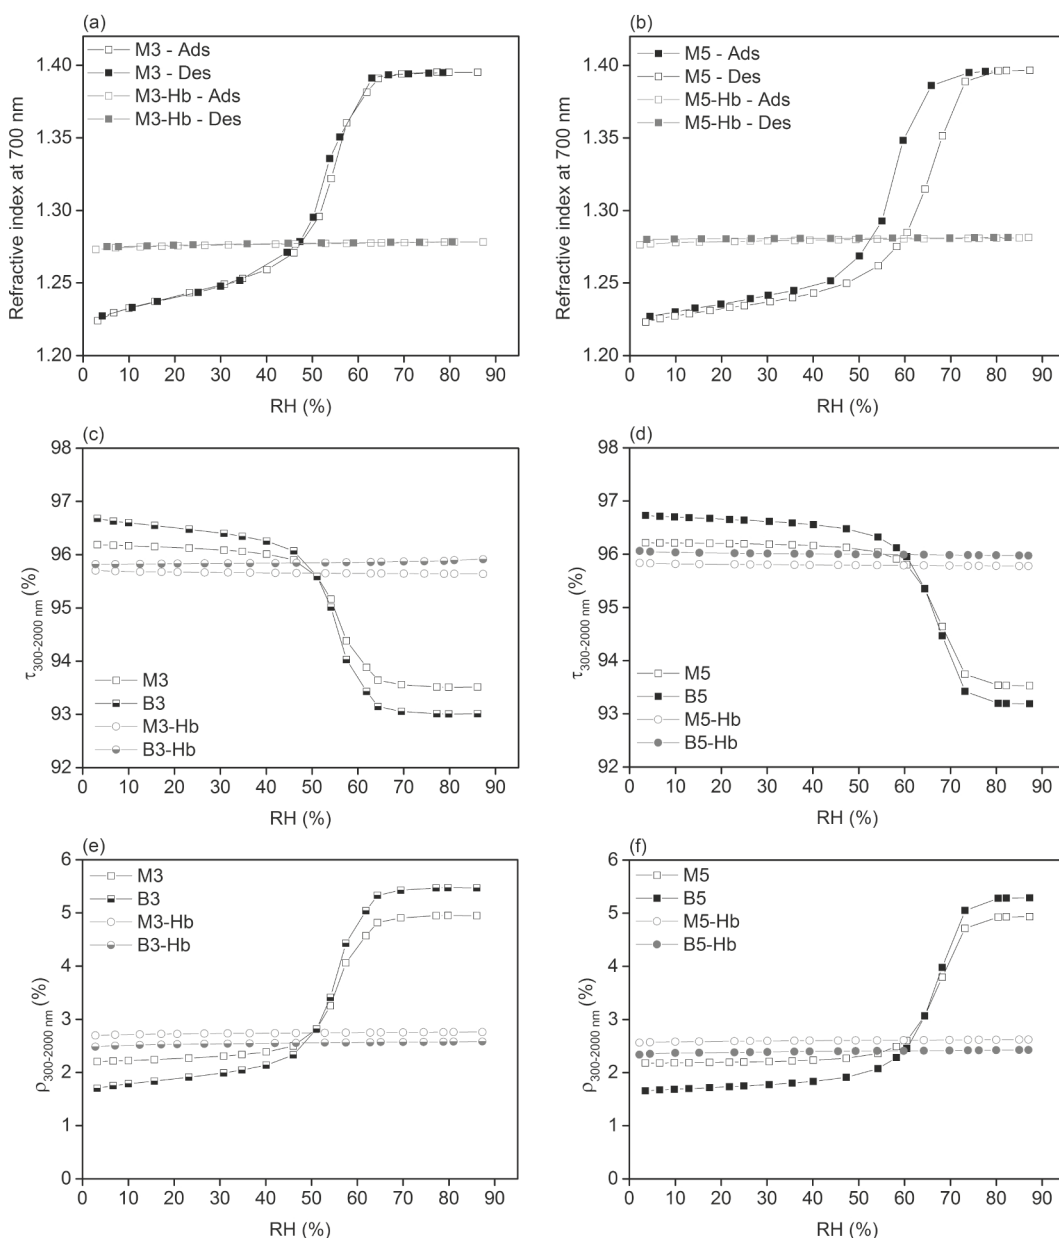 (a)
M3 - Ads
M3 - Des
M3-Hb - Ads
M3-Hb - Des
Refractive index at 700 nm
1.40
1.35
1.30
1.25
1.20
0 10 20 30 40 50 60 70 80 90
RH (%)
(b)
M5 - Ads
M5 - Des
M5-Hb - Ads
M5-Hb - Des
Refractive index at 700 nm
1.40
1.35
1.30
1.25
1.20
0 10 20 30 40 50 60 70 80 90
RH (%)
(c)
98
97
96
95
94
93
92
τ300-2000 nm (%)
M3
B3
M3-Hb
B3-Hb
0 10 20 30 40 50 60 70 80 90
RH (%)
(d)
98
97
96
95
94
93
92
τ300-2000 nm (%)
M5
B5
M5-Hb
B5-Hb
0 10 20 30 40 50 60 70 80 90
RH (%)
(e)
M3
B3
M3-Hb
B3-Hb
6
5
4
3
2
1
0
ρ300-2000 nm (%)
0 10 20 30 40 50 60 70 80 90
RH (%)
(f)
M5
B5
M5-Hb
B5-Hb
6
5
4
3
2
1
0
ρ300-2000 nm (%)
0 10 20 30 40 50 60 70 80 90
RH (%)